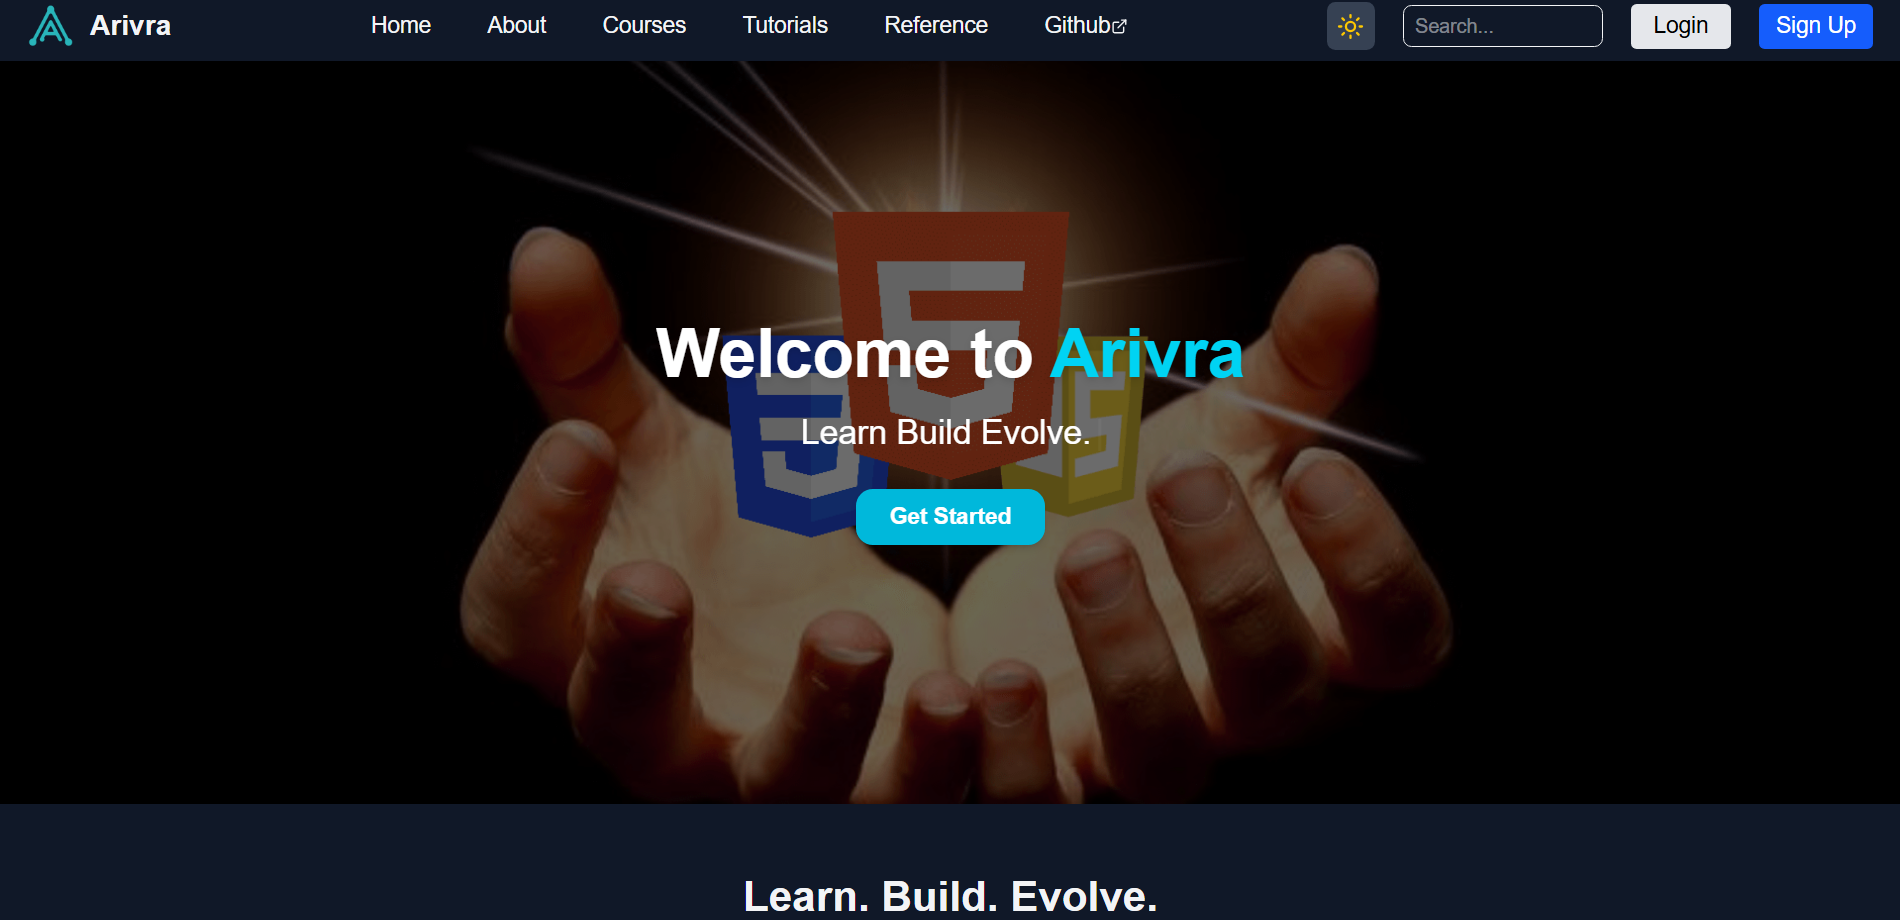 Arivra Home About Courses Tutorials Reference Github Search... Login Sign Up
Welcome to Arivra
Learn Build Evolve.
Get Started
Learn. Build. Evolve.